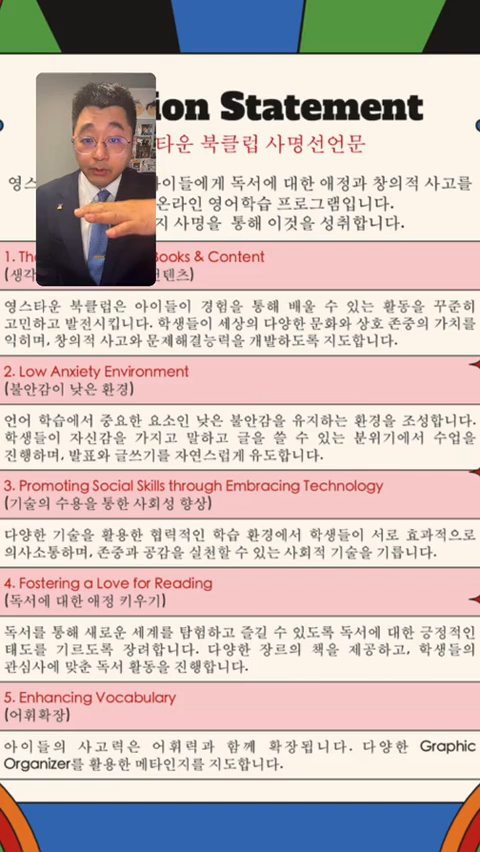 ion Statement
타운 북클럽 사명선언문
영스 아이들에게 독서에 대한 애정과 창의적 사고를
온라인 영어학습 프로그램입니다.
지 사명을 통해 이것을 성취합니다.
1. The Books & Content
(생각 컨텐츠)
영스타운 북클럽은 아이들이 경험을 통해 배울 수 있는 활동을 꾸준히
고민하고 발전시킵니다. 학생들이 세상의 다양한 문화와 상호 존중의 가치를
익히며, 창의적 사고와 문제해결능력을 개발하도록 지도합니다.
2. Low Anxiety Environment
(불안감이 낮은 환경)
언어 학습에서 중요한 요소인 낮은 불안감을 유지하는 환경을 조성합니다.
학생들이 자신감을 가지고 말하고 글을 쓸 수 있는 분위기에서 수업을
진행하며, 발표와 글쓰기를 자연스럽게 유도합니다.
3. Promoting Social Skills through Embracing Technology
(기술의 수용을 통한 사회성 향상)
다양한 기술을 활용한 협력적인 학습 환경에서 학생들이 서로 효과적으로
의사소통하며, 존중과 공감을 실천할 수 있는 사회적 기술을 기릅니다.
4. Fostering a Love for Reading
(독서에 대한 애정 키우기)
독서를 통해 새로운 세계를 탐험하고 즐길 수 있도록 독서에 대한 긍정적인
태도를 기르도록 장려합니다. 다양한 장르의 책을 제공하고, 학생들의
관심사에 맞춘 독서 활동을 진행합니다.
5. Enhancing Vocabulary
(어휘확장)
아이들의 사고력은 어휘력과 함께 확장됩니다. 다양한 Graphic
Organizer를 활용한 메타인지를 지도합니다.